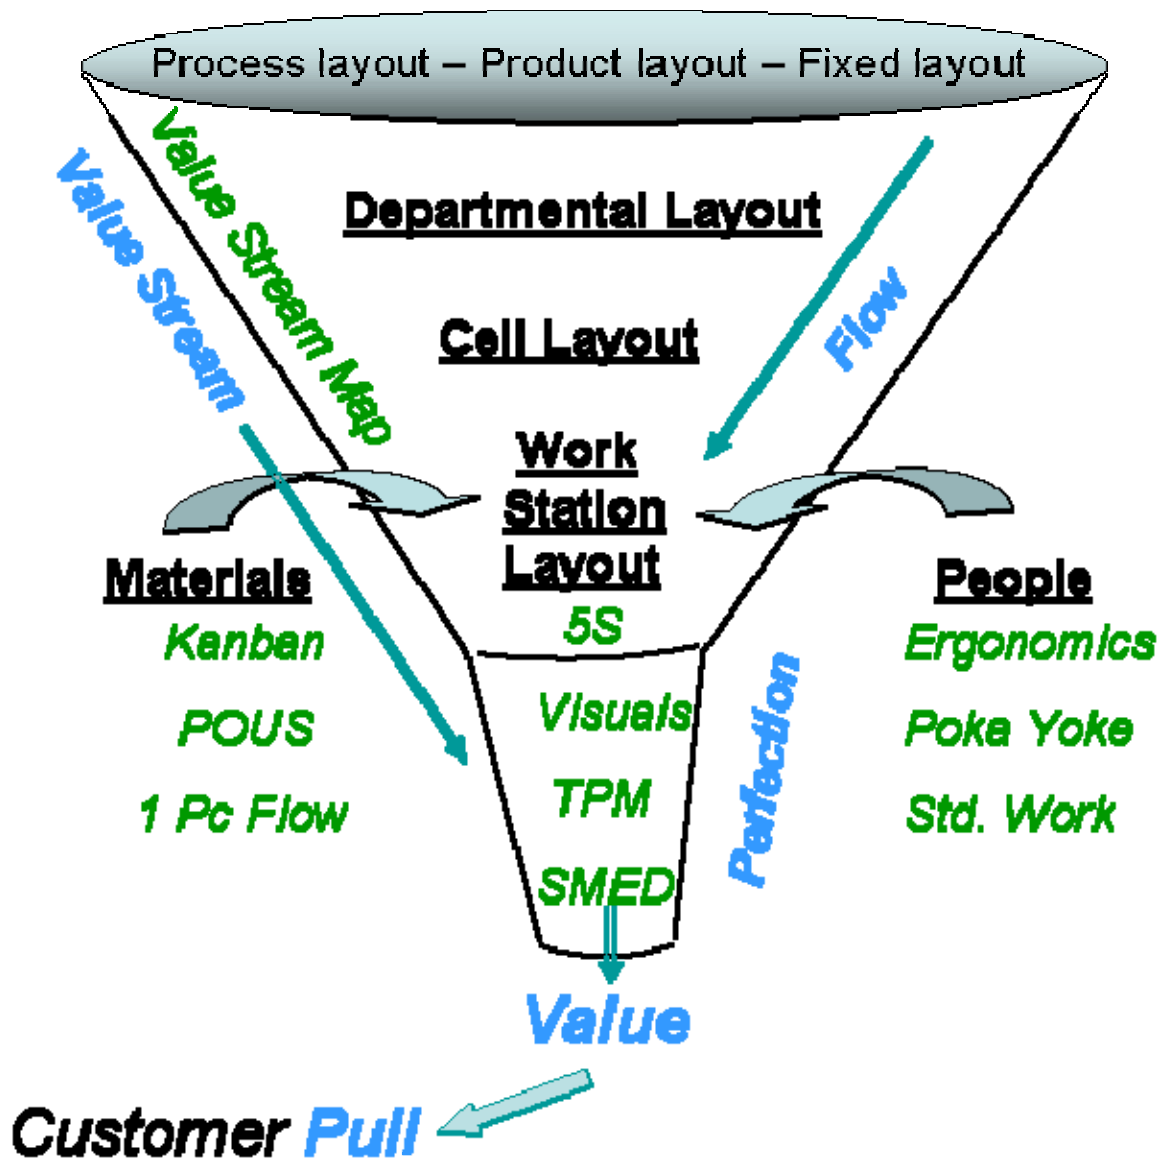 Process layout – Product layout – Fixed layout
Value Stream Map
Value Stream
Departmental Layout
Flow
Cell Layout
Work
Station
Layout
Materials
Kanban
POUS
1 Pc Flow
5S
Visuals
TPM
SMED
People
Ergonomics
Poka Yoke
Std. Work
Perfection
Value
Customer Pull